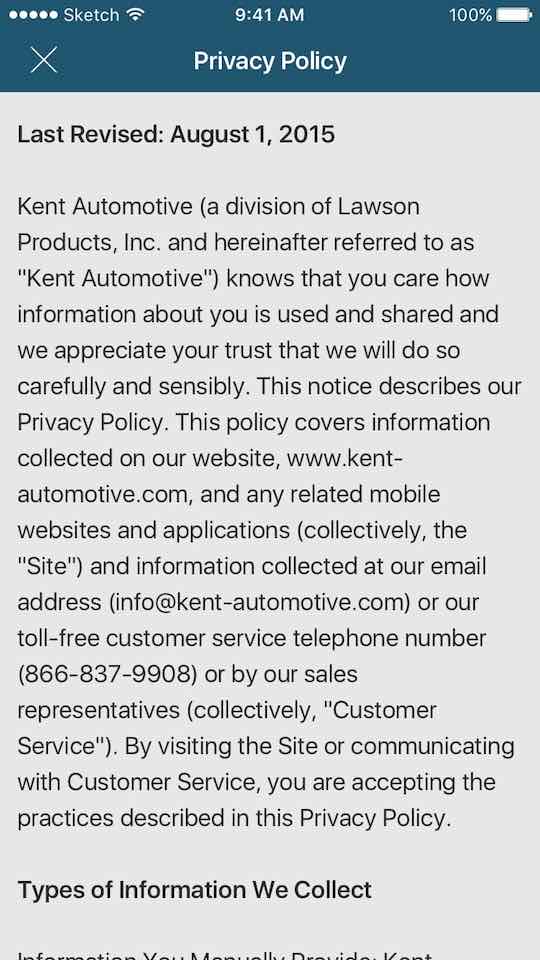 Sketch 9:41 AM 100%
Privacy Policy
Last Revised: August 1, 2015
Kent Automotive (a division of Lawson
Products, Inc. and hereinafter referred to as
"Kent Automotive") knows that you care how
information about you is used and shared and
we appreciate your trust that we will do so
carefully and sensibly. This notice describes our
Privacy Policy. This policy covers information
collected on our website, www.kent-
automotive.com, and any related mobile
websites and applications (collectively, the
"Site") and information collected at our email
address (info@kent-automotive.com) or our
toll-free customer service telephone number
(866-837-9908) or by our sales
representatives (collectively, "Customer
Service"). By visiting the Site or communicating
with Customer Service, you are accepting the
practices described in this Privacy Policy.
Types of Information We Collect
Information You Manually Provide: Kent